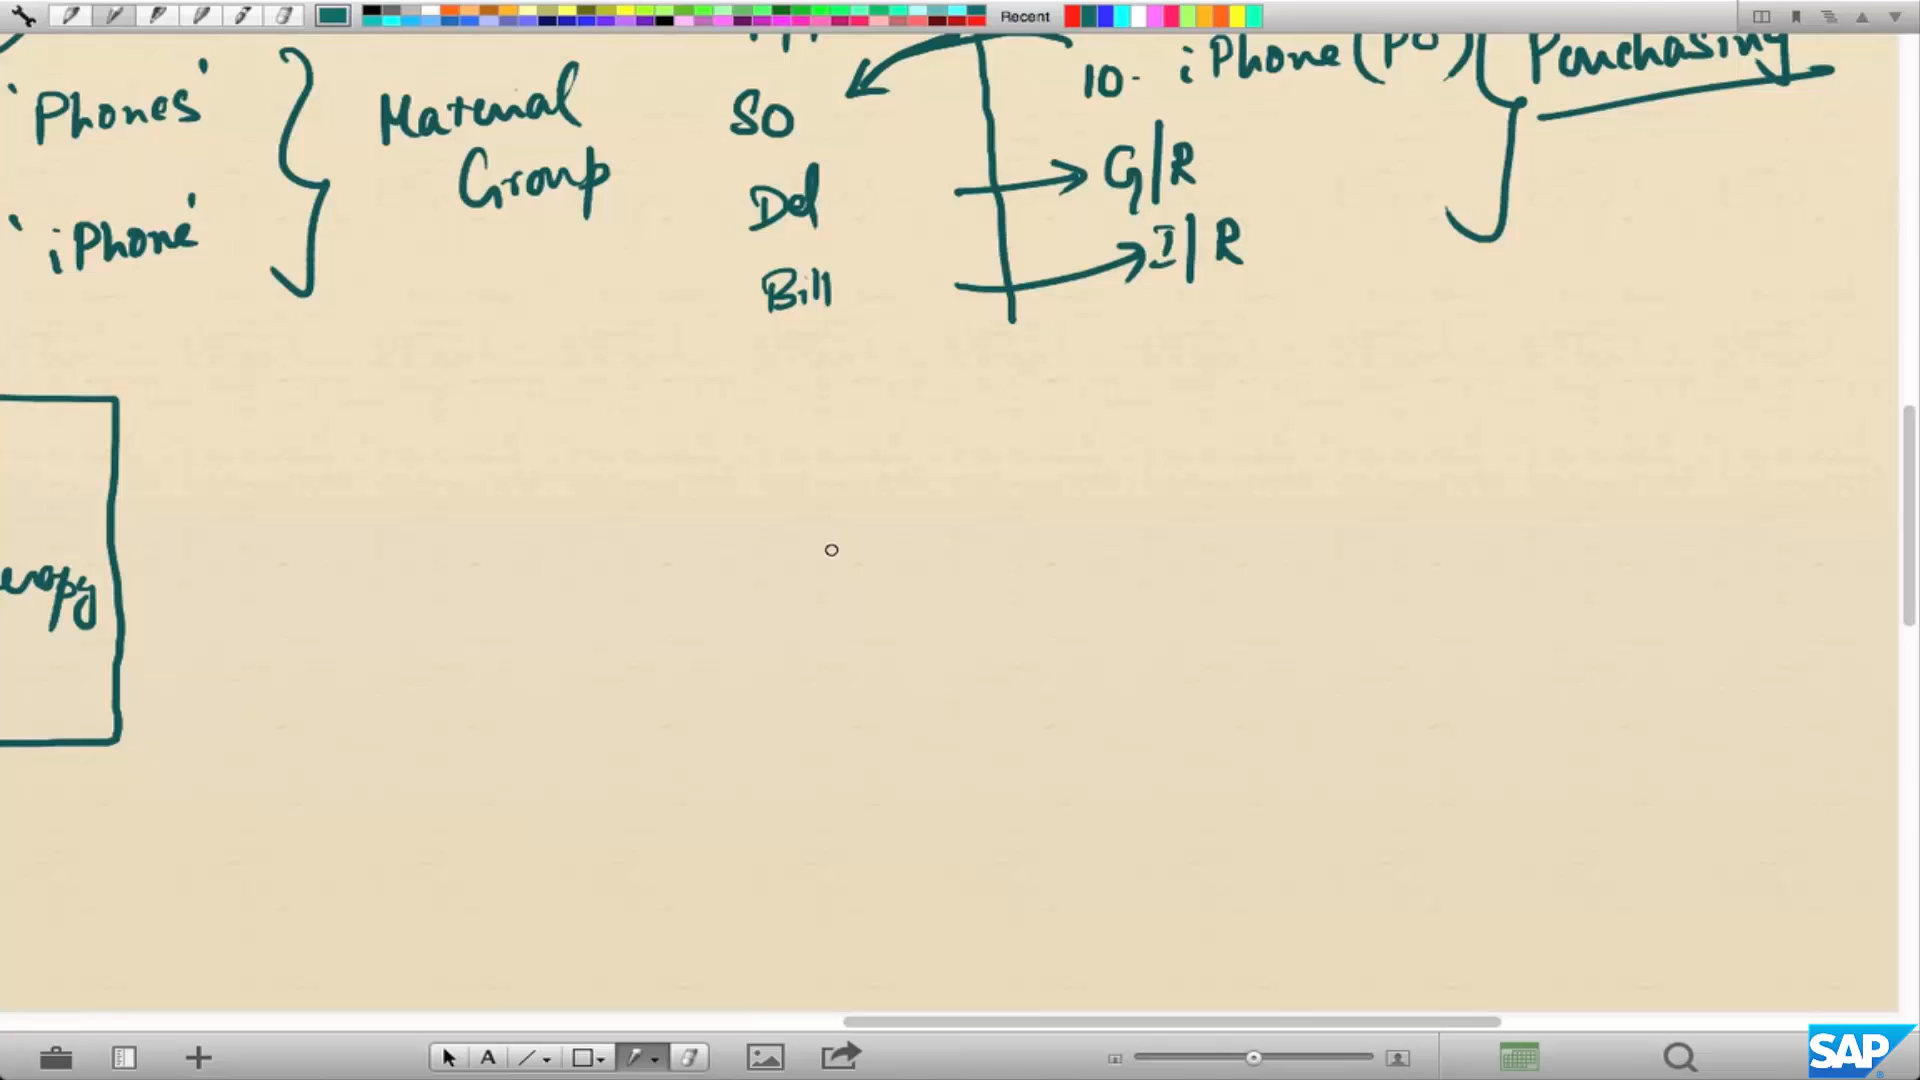 Recent
10. iPhone (PO) Purchasing
'Phones'
Material Group
'iPhone'
SO
Del
Bill
G/R
I/R
A
SAP